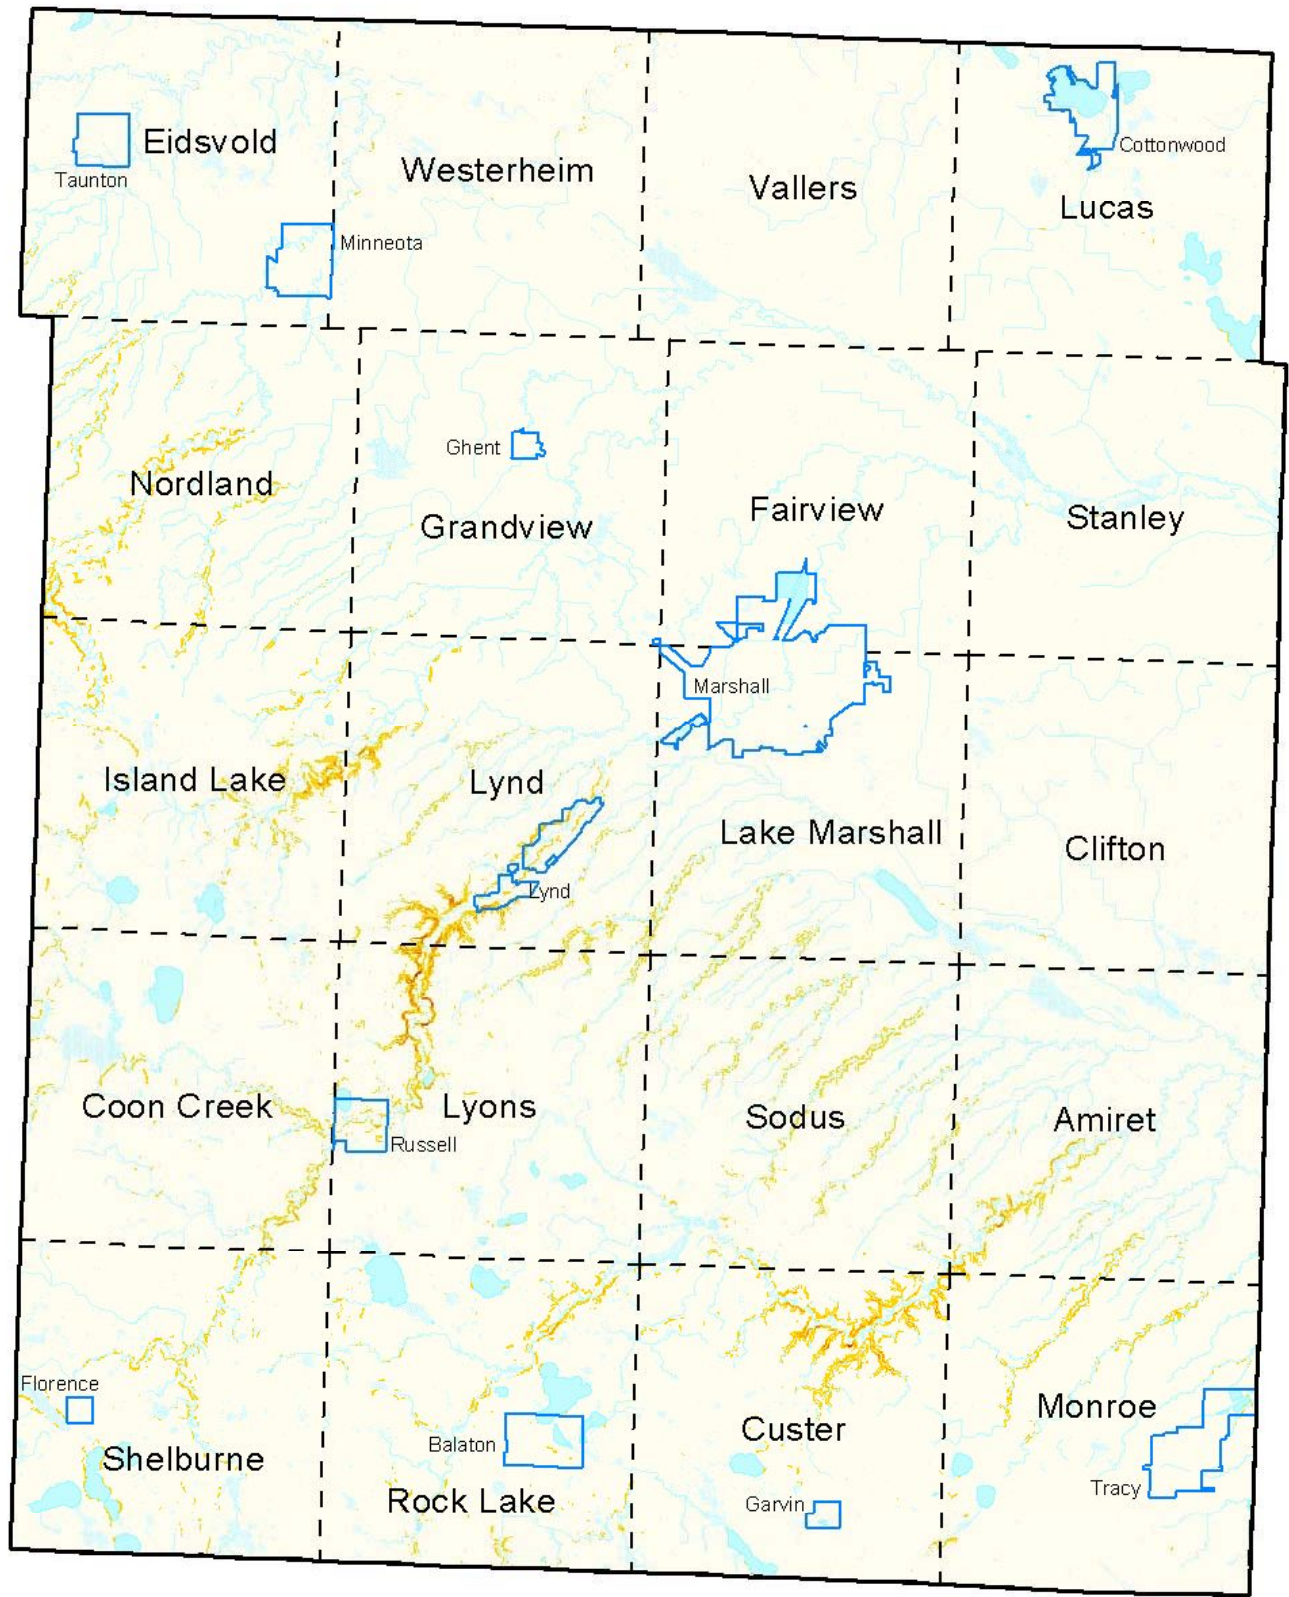 Eidsvold
Taunton
Minneota
Westerheim
Vallers
Cottonwood
Lucas
Nordland
Ghent
Grandview
Fairview
Stanley
Island Lake
Lynd
Lynd
Marshall
Lake Marshall
Clifton
Coon Creek
Lyons
Russell
Sodus
Amiret
Florence
Shelburne
Balaton
Rock Lake
Custer
Garvin
Monroe
Tracy